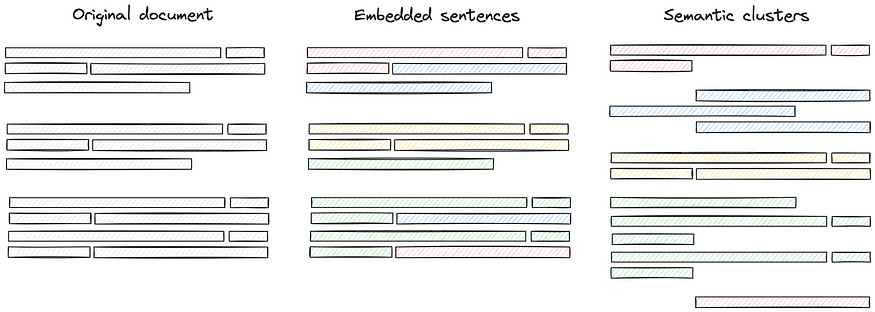 Original document
Embedded sentences
Semantic clusters